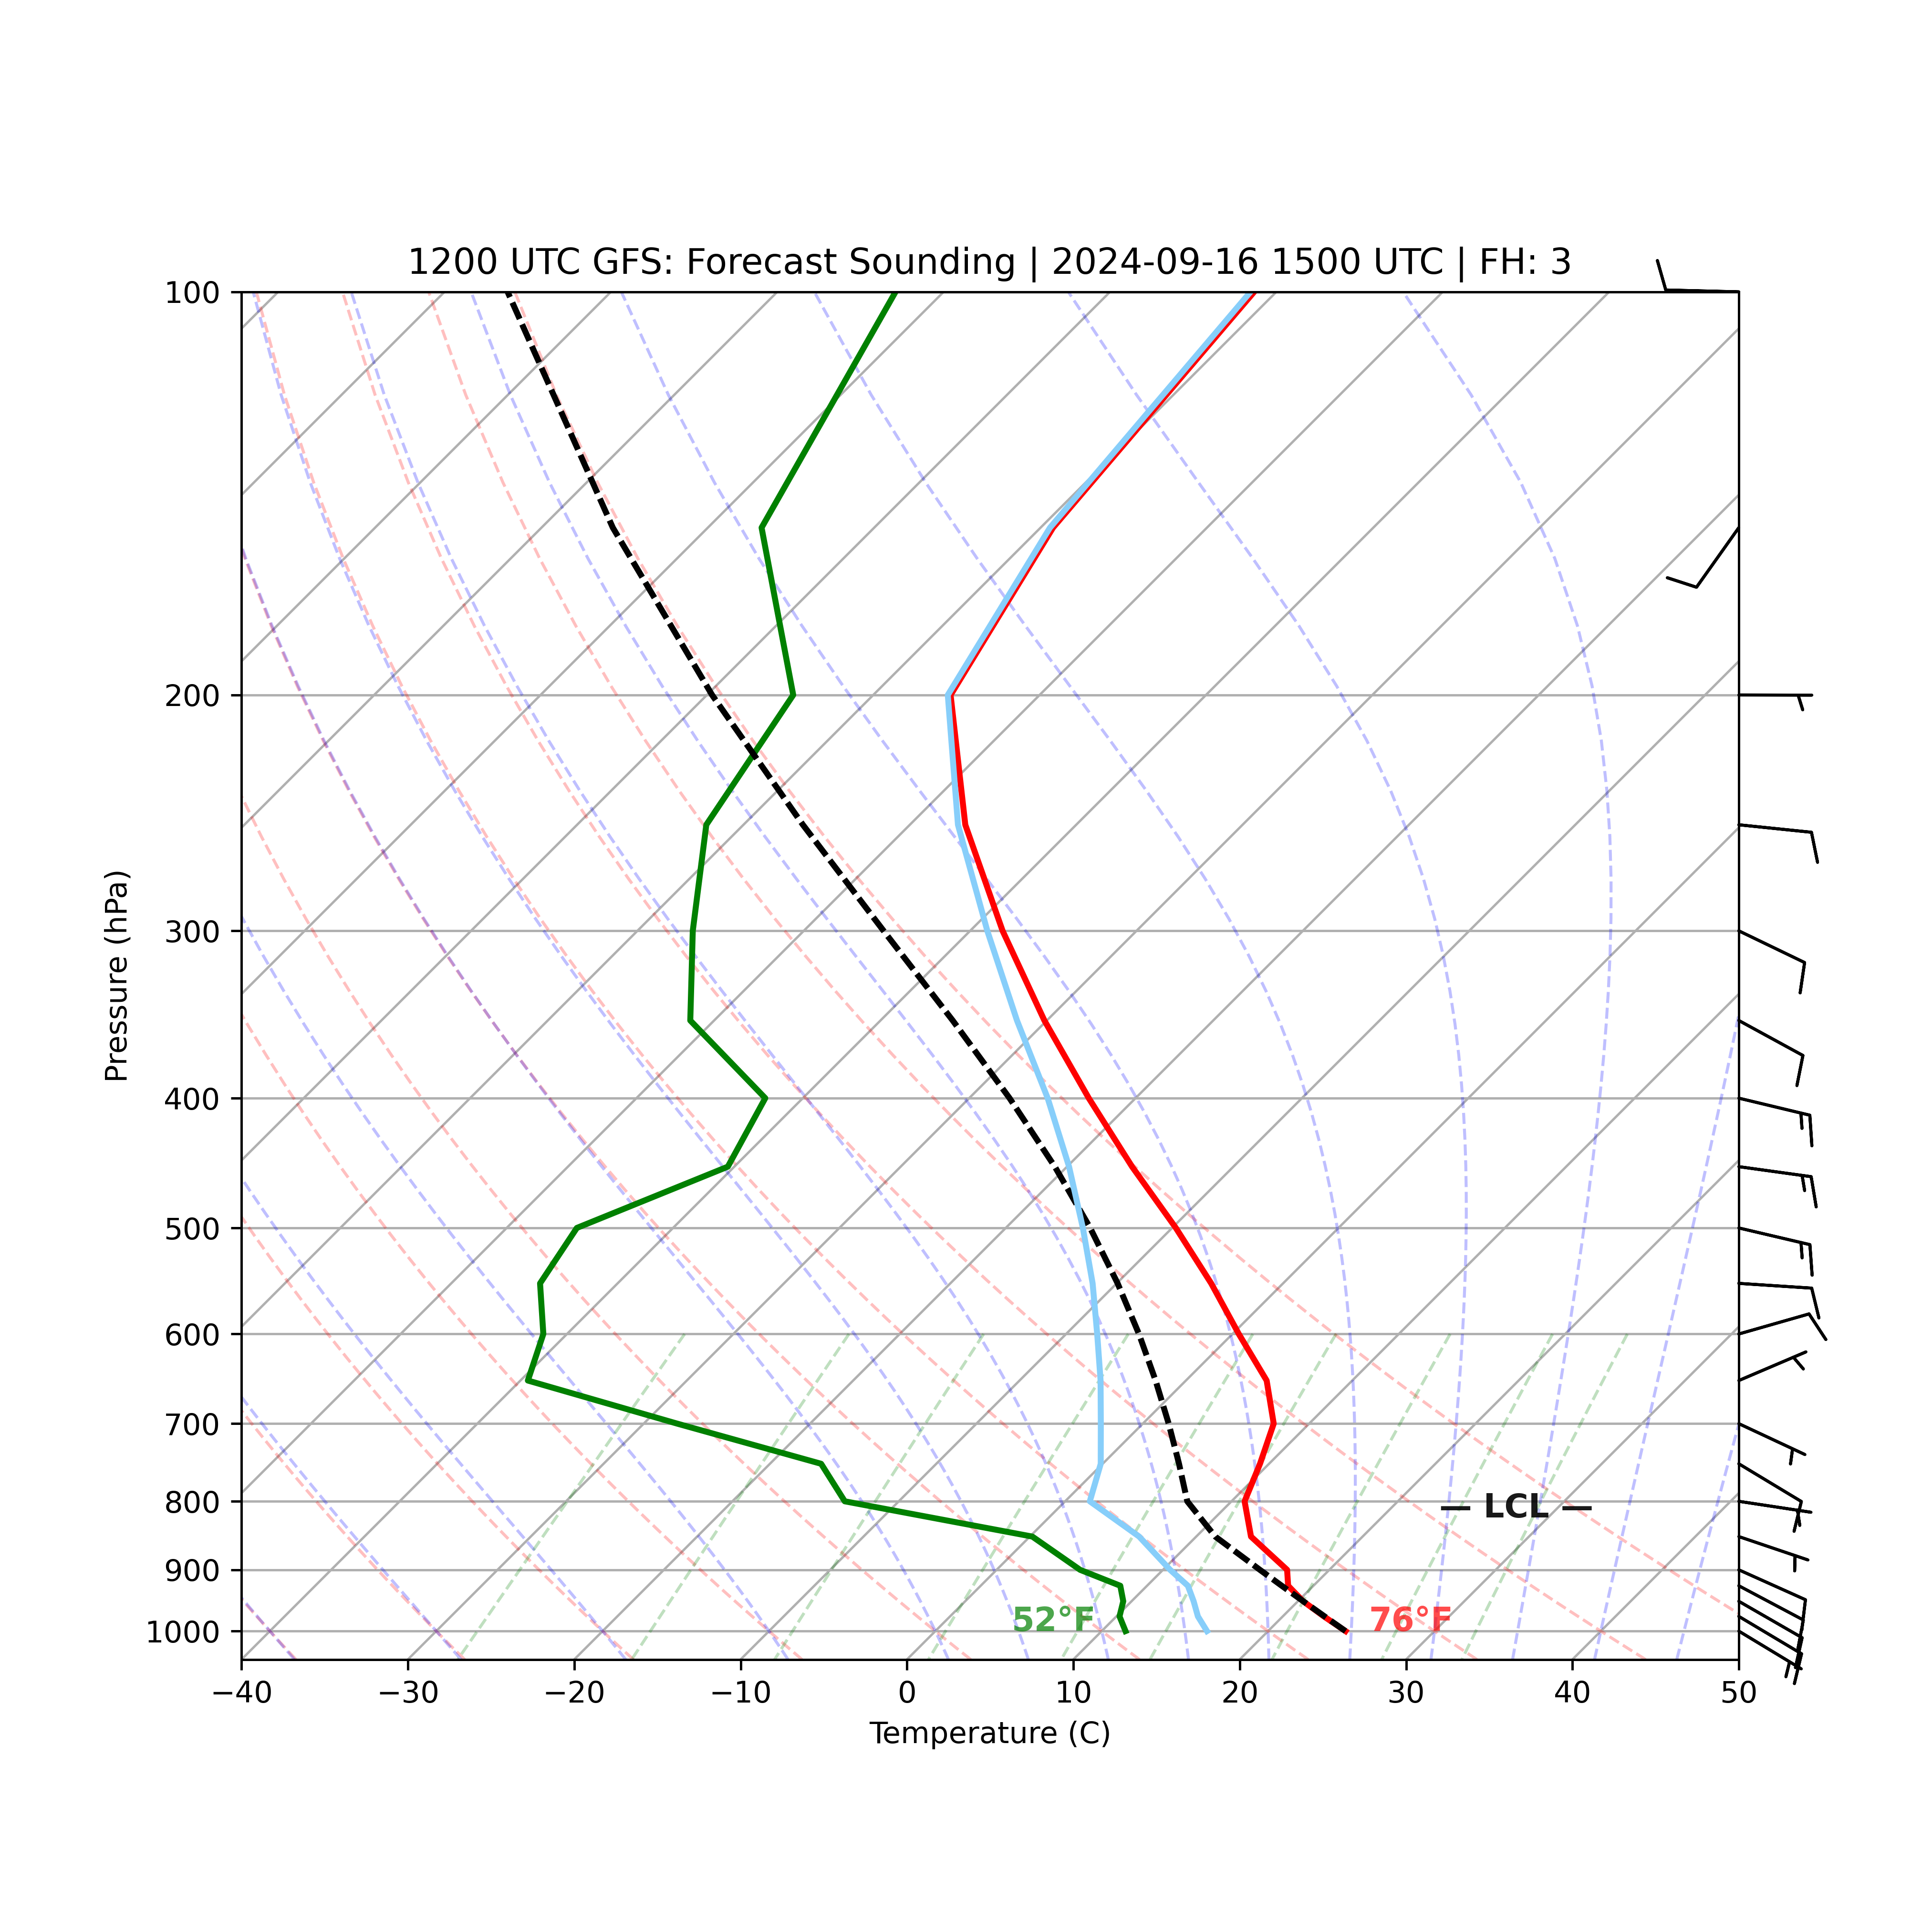 1200 UTC GFS: Forecast Sounding | 2024-09-16 1500 UTC | FH: 3
100
200
300
400
500
600
700
800
900
1000
Pressure (hPa)
— LCL —
52°F
76°F
−40 −30 −20 −10 0 10 20 30 40 50
Temperature (C)